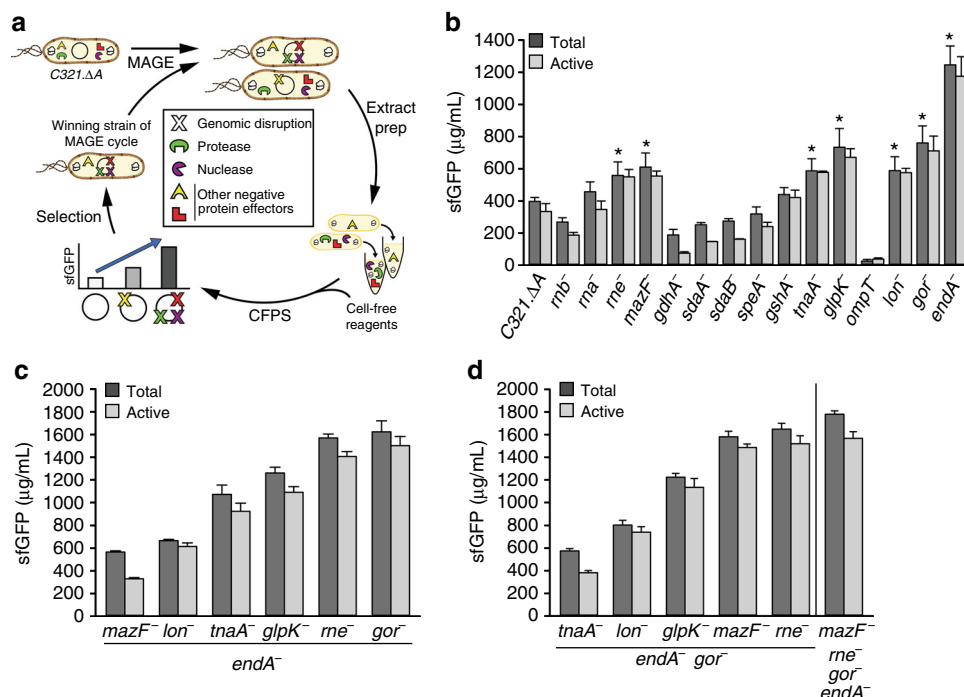 a
C321.ΔA
MAGE
Extract
prep
Genomic disruption
Protease
Nuclease
Other negative
protein effectors
Winning strain of
MAGE cycle
Selection
sfGFP
CFPS
Cell-free
reagents
b
Total
Active
sfGFP (µg/mL)
1400
1200
1000
800
600
400
200
0
* * * * * * *
C321.ΔA rnb⁻ rna⁻ rne⁻ mazF⁻ gdhA⁻ sdaA⁻ sdaB⁻ speA⁻ gshA⁻ tnaA⁻ glpK⁻ ompT⁻ lon⁻ gor⁻ endA⁻
c
Total
Active
sfGFP (µg/mL)
2000
1800
1600
1400
1200
1000
800
600
400
200
0
mazF⁻ lon⁻ tnaA⁻ glpK⁻ rne⁻ gor⁻
endA⁻
d
Total
Active
sfGFP (µg/mL)
2000
1800
1600
1400
1200
1000
800
600
400
200
0
tnaA⁻ lon⁻ glpK⁻ mazF⁻ rne⁻ mazF⁻
endA⁻ gor⁻
rne⁻
gor⁻
endA⁻